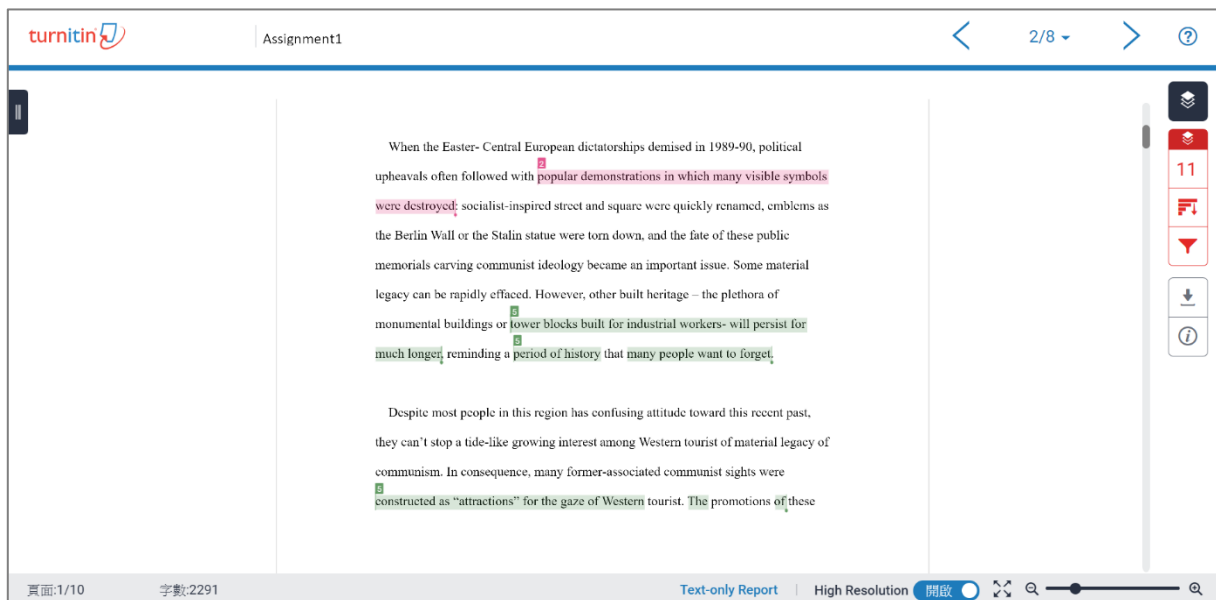 turnitin
Assignment1
2/8
?
11
When the Easter- Central European dictatorships demised in 1989-90, political
2
upheavals often followed with popular demonstrations in which many visible symbols
were destroyed: socialist-inspired street and square were quickly renamed, emblems as
the Berlin Wall or the Stalin statue were torn down, and the fate of these public
memorials carving communist ideology became an important issue. Some material
legacy can be rapidly effaced. However, other built heritage – the plethora of
5
monumental buildings or tower blocks built for industrial workers- will persist for
5
much longer, reminding a period of history that many people want to forget.
Despite most people in this region has confusing attitude toward this recent past,
they can’t stop a tide-like growing interest among Western tourist of material legacy of
communism. In consequence, many former-associated communist sights were
5
constructed as “attractions” for the gaze of Western tourist. The promotions of these
頁面:1/10
字數:2291
Text-only Report
High Resolution
開啟